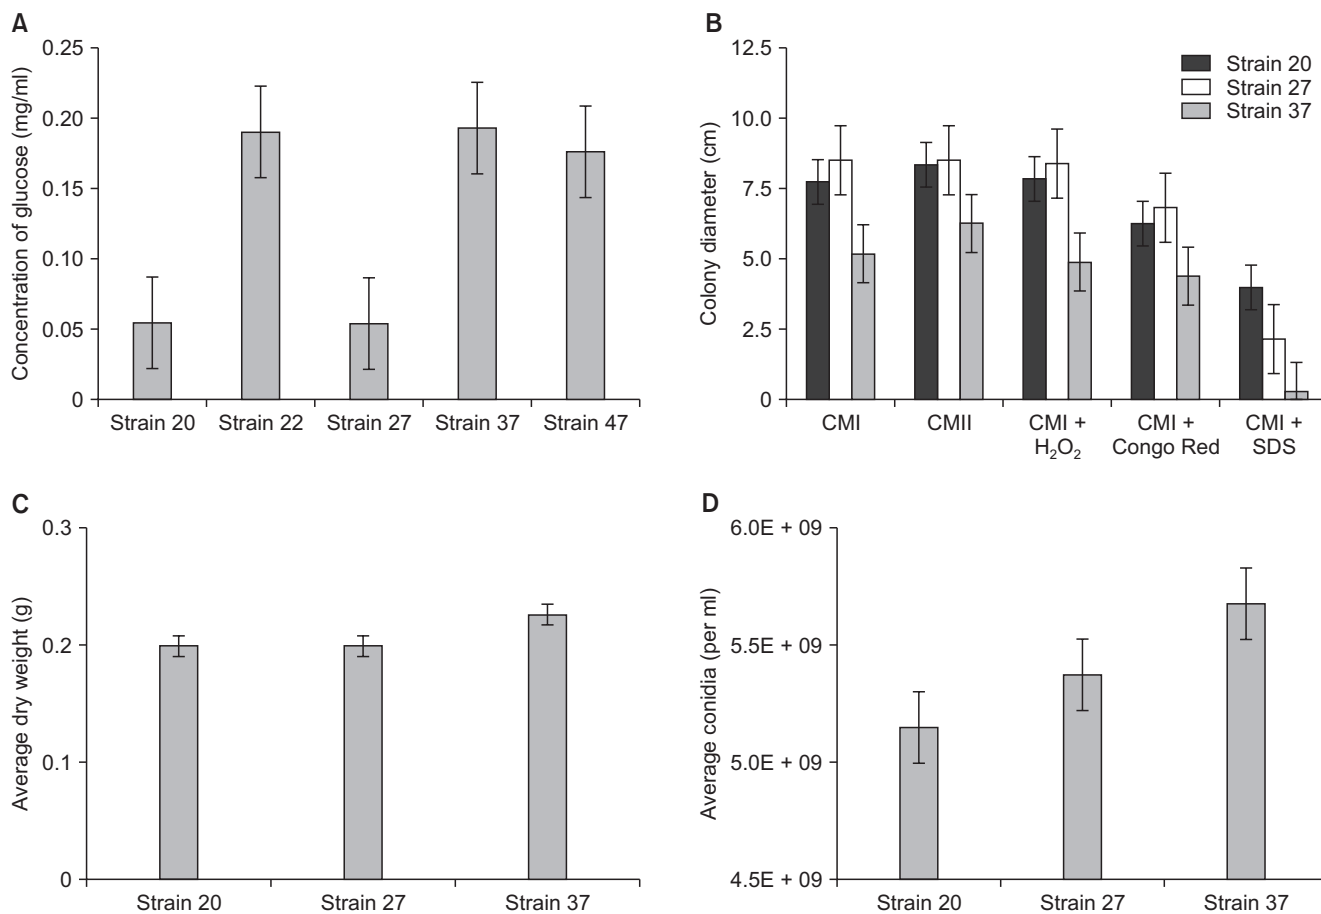 A
Concentration of glucose (mg/ml)
0.25
0.20
0.15
0.10
0.05
0
Strain 20
Strain 22
Strain 27
Strain 37
Strain 47
B
Colony diameter (cm)
12.5
10.0
7.5
5.0
2.5
0
Strain 20
Strain 27
Strain 37
CMI
CMII
CMI +
H₂O₂
CMI +
Congo Red
CMI +
SDS
C
Average dry weight (g)
0.3
0.2
0.1
0
Strain 20
Strain 27
Strain 37
D
Average conidia (per ml)
6.0E + 09
5.5E + 09
5.0E + 09
4.5E + 09
Strain 20
Strain 27
Strain 37